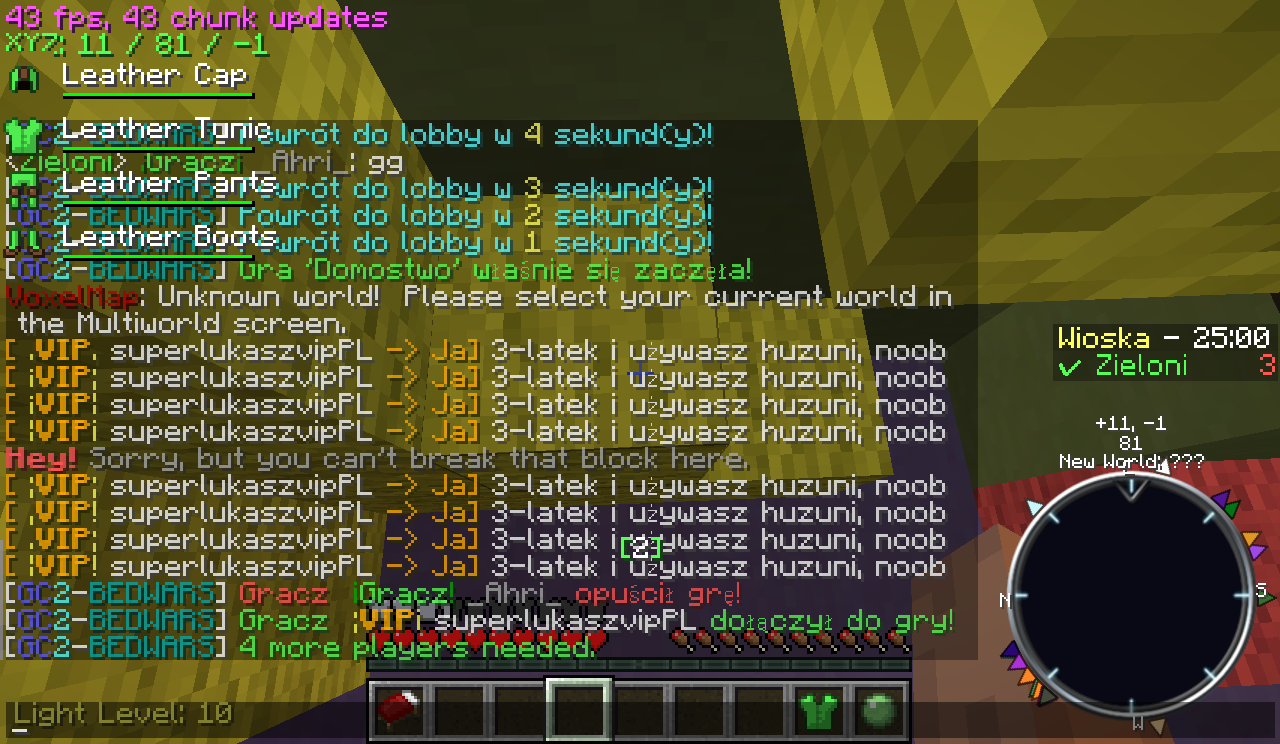 43 fps, 43 chunk updates
XYZ: 11 / 81 / -1
Leather Cap
Leather Tunic
Powrót do lobby w 4 sekund(y)!
<Zieloni> Gracz _Ahri_: gg
Leather Pants
Powrót do lobby w 3 sekund(y)!
[GC2-BEDWARS] Powrót do lobby w 2 sekund(y)!
Leather Boots
Powrót do lobby w 1 sekund(y)!
[GC2-BEDWARS] Gra 'Domostwo' właśnie się zaczęła!
VoxelMap: Unknown world! Please select your current world in
the Multiworld screen.
[ ¡VIP! superlukaszvipPL -> Ja] 3-latek i używasz huzuni, noob
[ ¡VIP! superlukaszvipPL -> Ja] 3-latek i używasz huzuni, noob
[ ¡VIP! superlukaszvipPL -> Ja] 3-latek i używasz huzuni, noob
[ ¡VIP! superlukaszvipPL -> Ja] 3-latek i używasz huzuni, noob
Hey! Sorry, but you can't break that block here.
[ ¡VIP! superlukaszvipPL -> Ja] 3-latek i używasz huzuni, noob
[ ¡VIP! superlukaszvipPL -> Ja] 3-latek i używasz huzuni, noob
[ ¡VIP! superlukaszvipPL -> Ja] 3-latek i używasz huzuni, noob
[ ¡VIP! superlukaszvipPL -> Ja] 3-latek i używasz huzuni, noob
[2]
[GC2-BEDWARS] Gracz ¡Gracz! _Ahri_ opuścił grę!
[GC2-BEDWARS] Gracz ¡VIP! superlukaszvipPL dołączył do gry!
[GC2-BEDWARS] 4 more players needed.
Light Level: 10
Wioska - 25:00
✓ Zieloni 3
+11, -1
81
New World: ???
N
S
W